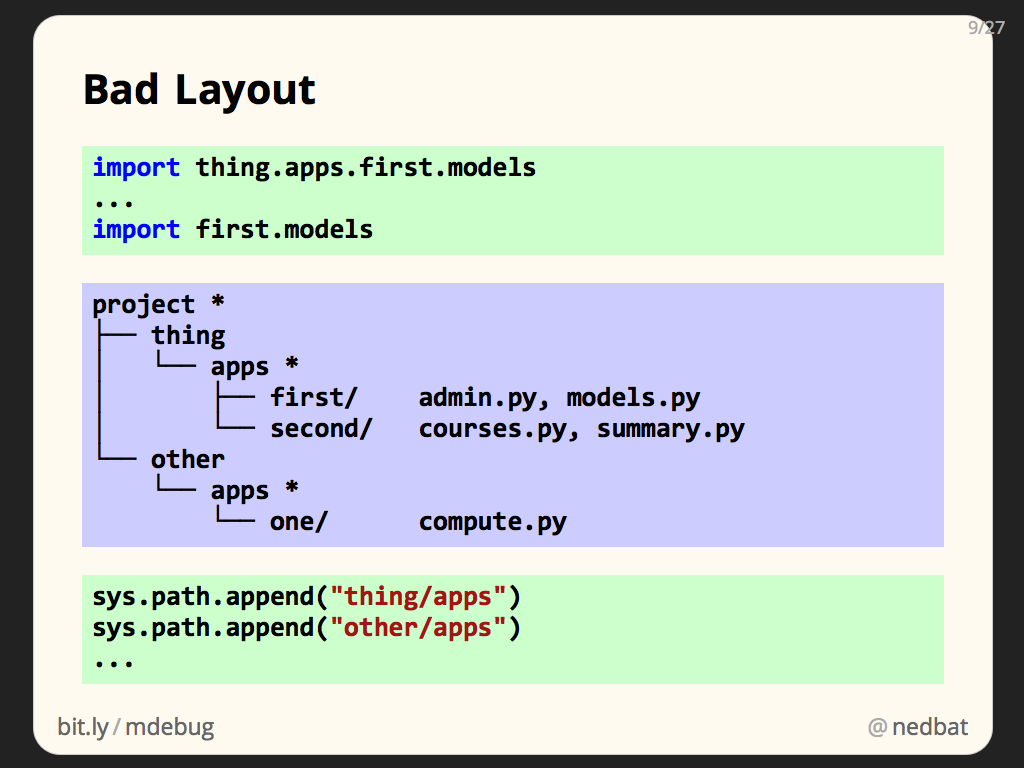 9/27
Bad Layout
import thing.apps.first.models
...
import first.models
project *
├── thing
│   └── apps *
│       ├── first/    admin.py, models.py
│       └── second/   courses.py, summary.py
└── other
    └── apps *
        └── one/      compute.py
sys.path.append("thing/apps")
sys.path.append("other/apps")
...
bit.ly/mdebug
@nedbat